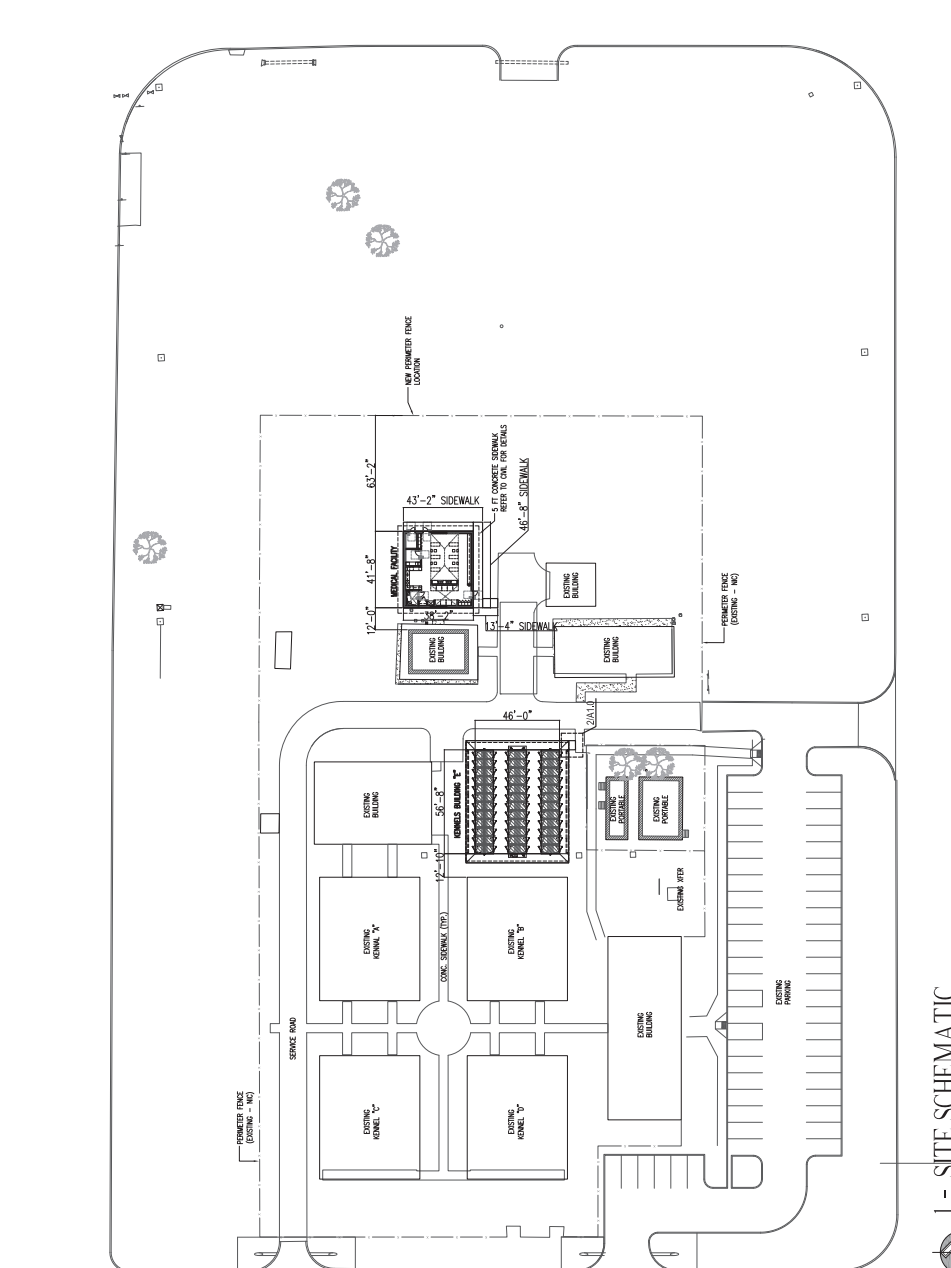 NEW PERIMETER FENCE
LOCATION
63'-2"
43'-2" SIDEWALK
5 FT CONCRETE SIDEWALK
REFER TO CIVIL FOR DETAILS
46'-8" SIDEWALK
MEDICAL FACILITY
41'-8"
38'-2"
12'-0"
13'-4" SIDEWALK
EXISTING
BUILDING
EXISTING
BUILDING
EXISTING
BUILDING
PERIMETER FENCE
(EXISTING - NIC)
46'-0"
2/A1.0
EXISTING
BUILDING
56'-8"
KENNELS BUILDING "E"
12'-10"
EXISTING
PORTABLE
EXISTING
PORTABLE
EXISTING XFER
EXISTING
KENNAL "A"
CONC. SIDEWALK (TYP.)
EXISTING
KENNEL "B"
SERVICE ROAD
EXISTING
BUILDING
EXISTING
PARKING
PERIMETER FENCE
(EXISTING - NIC)
EXISTING
KENNEL "C"
EXISTING
KENNEL "D"
1 - SITE SCHEMATIC